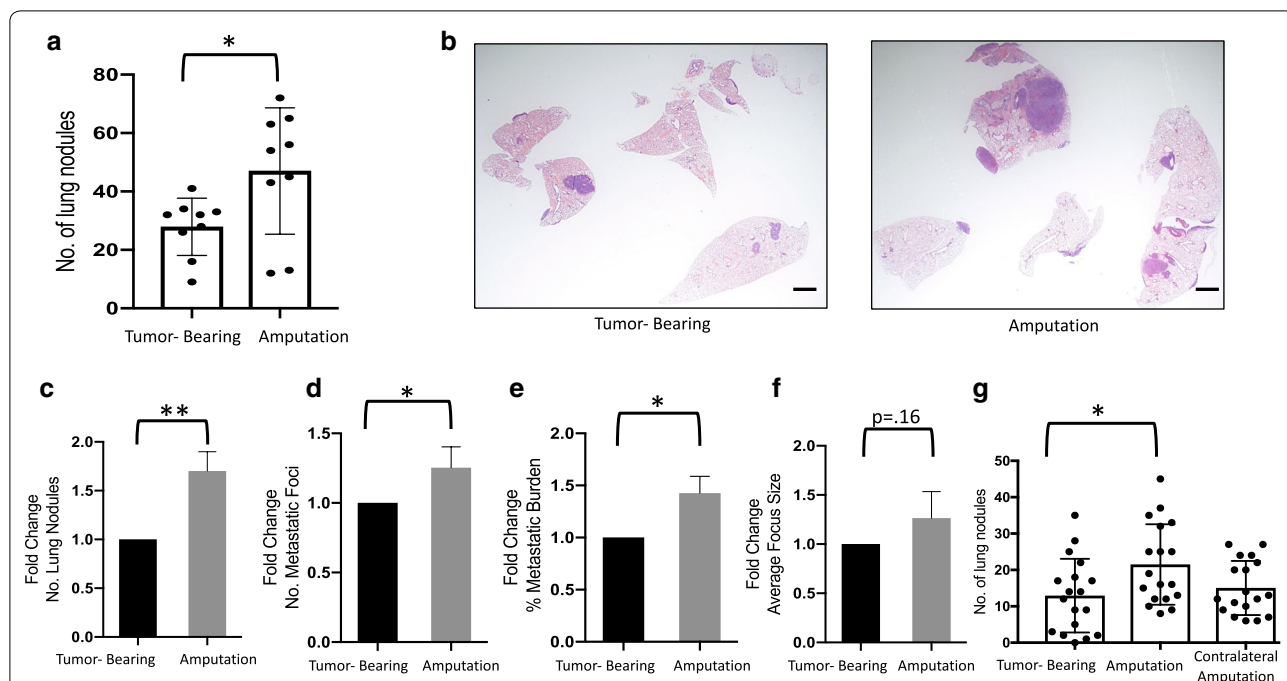 a
*
No. of lung nodules
80
60
40
20
0
Tumor- Bearing
Amputation
b
Tumor- Bearing
Amputation
c
**
Fold Change
No. Lung Nodules
2.0
1.5
1.0
0.5
0.0
Tumor- Bearing
Amputation
d
*
Fold Change
No. Metastatic Foci
1.5
1.0
0.5
0.0
Tumor- Bearing
Amputation
e
*
Fold Change
% Metastatic Burden
2.0
1.5
1.0
0.5
0.0
Tumor- Bearing
Amputation
f
p=.16
Fold Change
Average Focus Size
2.0
1.5
1.0
0.5
0.0
Tumor- Bearing
Amputation
g
*
No. of lung nodules
50
40
30
20
10
0
Tumor- Bearing
Amputation
Contralateral
Amputation